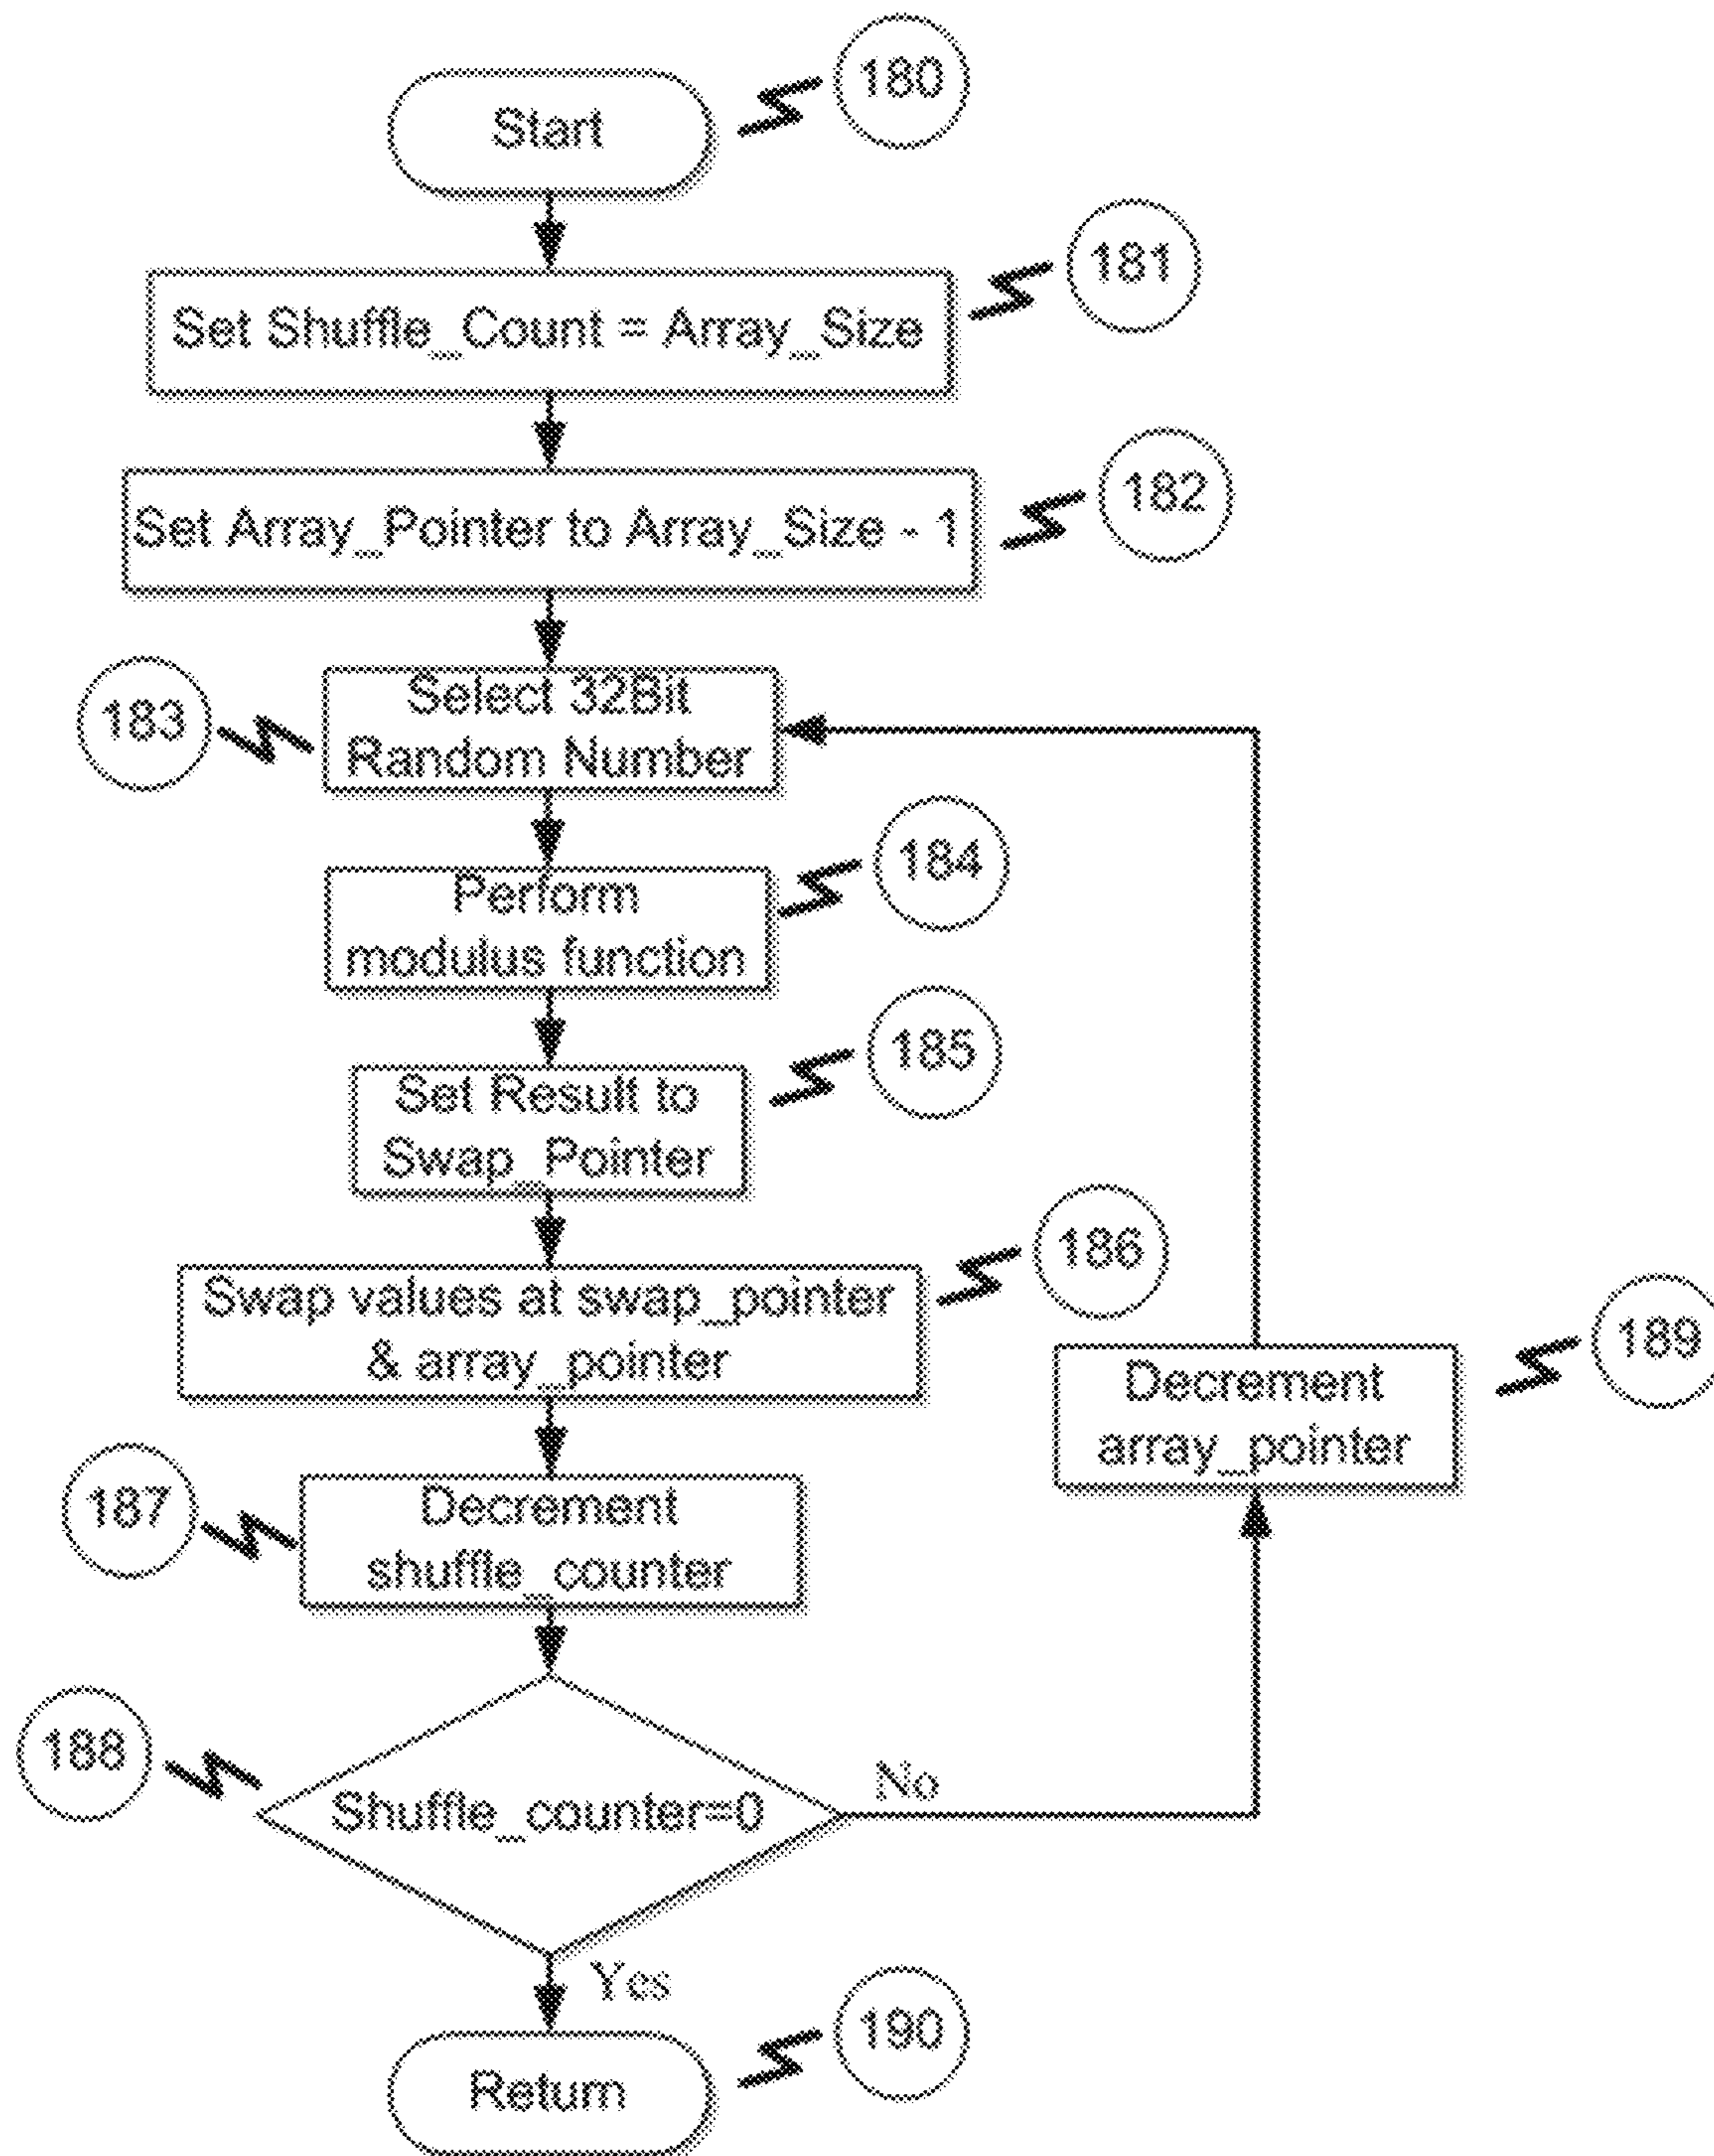 180
Start
181
Set Shuffle_Count = Array_Size
182
Set Array_Pointer to Array_Size - 1
183
Select 32Bit
Random Number
184
Perform
modulus function
185
Set Result to
Swap_Pointer
186
Swap values at swap_pointer
& array_pointer
189
Decrement
array_pointer
187
Decrement
shuffle_counter
188
Shuffle_counter=0
No
Yes
190
Return